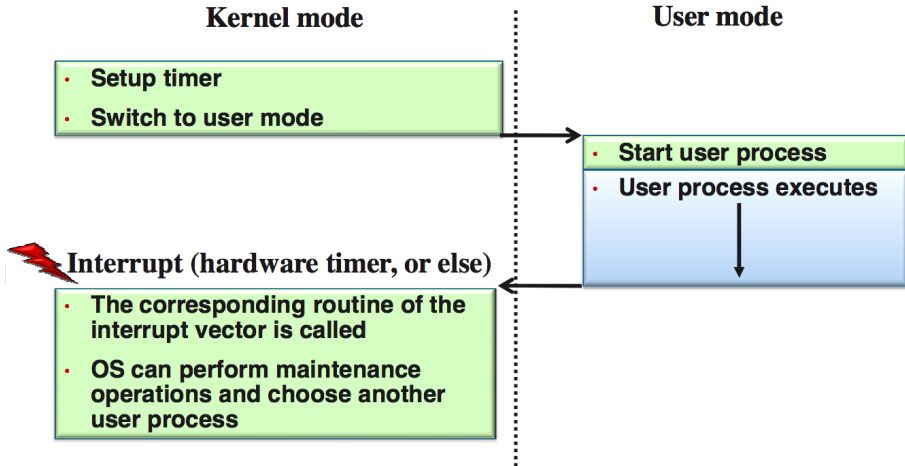 Kernel mode
User mode
• Setup timer
• Switch to user mode
• Start user process
• User process executes
Interrupt (hardware timer, or else)
• The corresponding routine of the
interrupt vector is called
• OS can perform maintenance
operations and choose another
user process